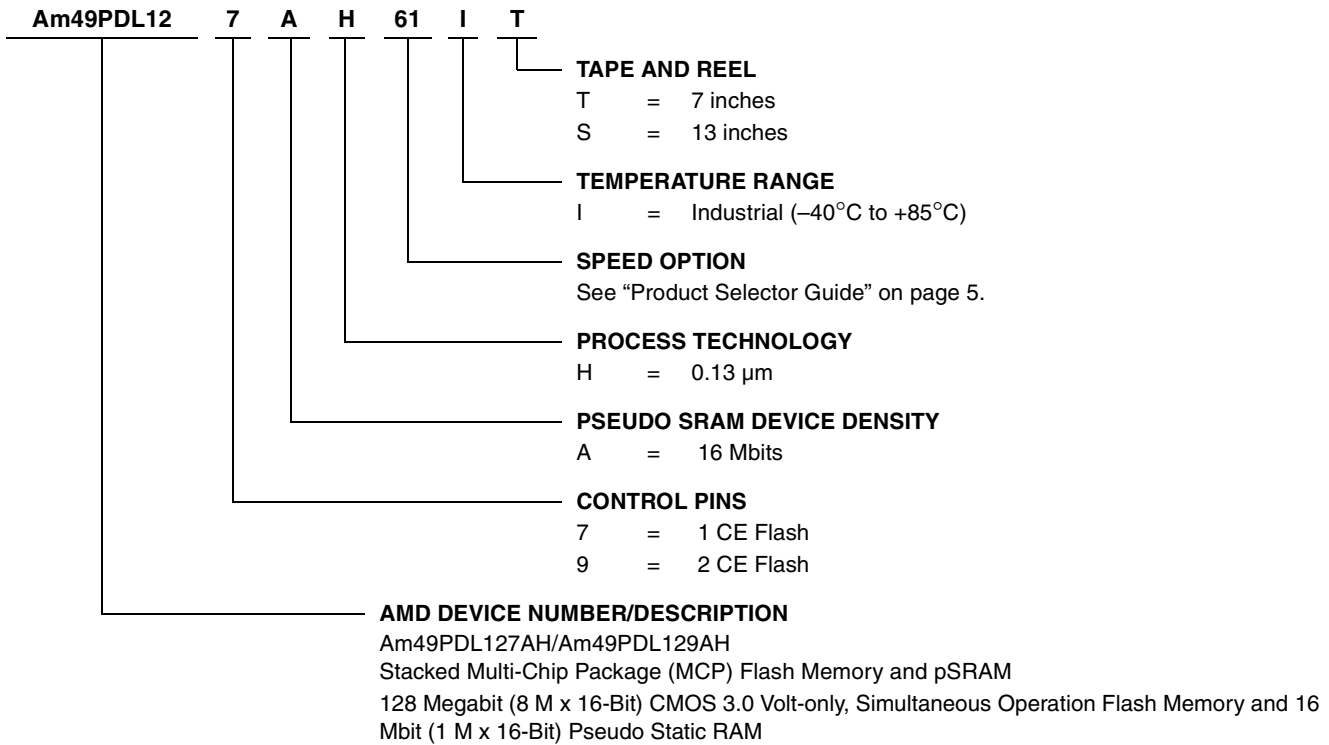 Am49PDL12 7 A H 61 I T
TAPE AND REEL
T = 7 inches
S = 13 inches
TEMPERATURE RANGE
I = Industrial (–40°C to +85°C)
SPEED OPTION
See “Product Selector Guide” on page 5.
PROCESS TECHNOLOGY
H = 0.13 µm
PSEUDO SRAM DEVICE DENSITY
A = 16 Mbits
CONTROL PINS
7 = 1 CE Flash
9 = 2 CE Flash
AMD DEVICE NUMBER/DESCRIPTION
Am49PDL127AH/Am49PDL129AH
Stacked Multi-Chip Package (MCP) Flash Memory and pSRAM
128 Megabit (8 M x 16-Bit) CMOS 3.0 Volt-only, Simultaneous Operation Flash Memory and 16
Mbit (1 M x 16-Bit) Pseudo Static RAM